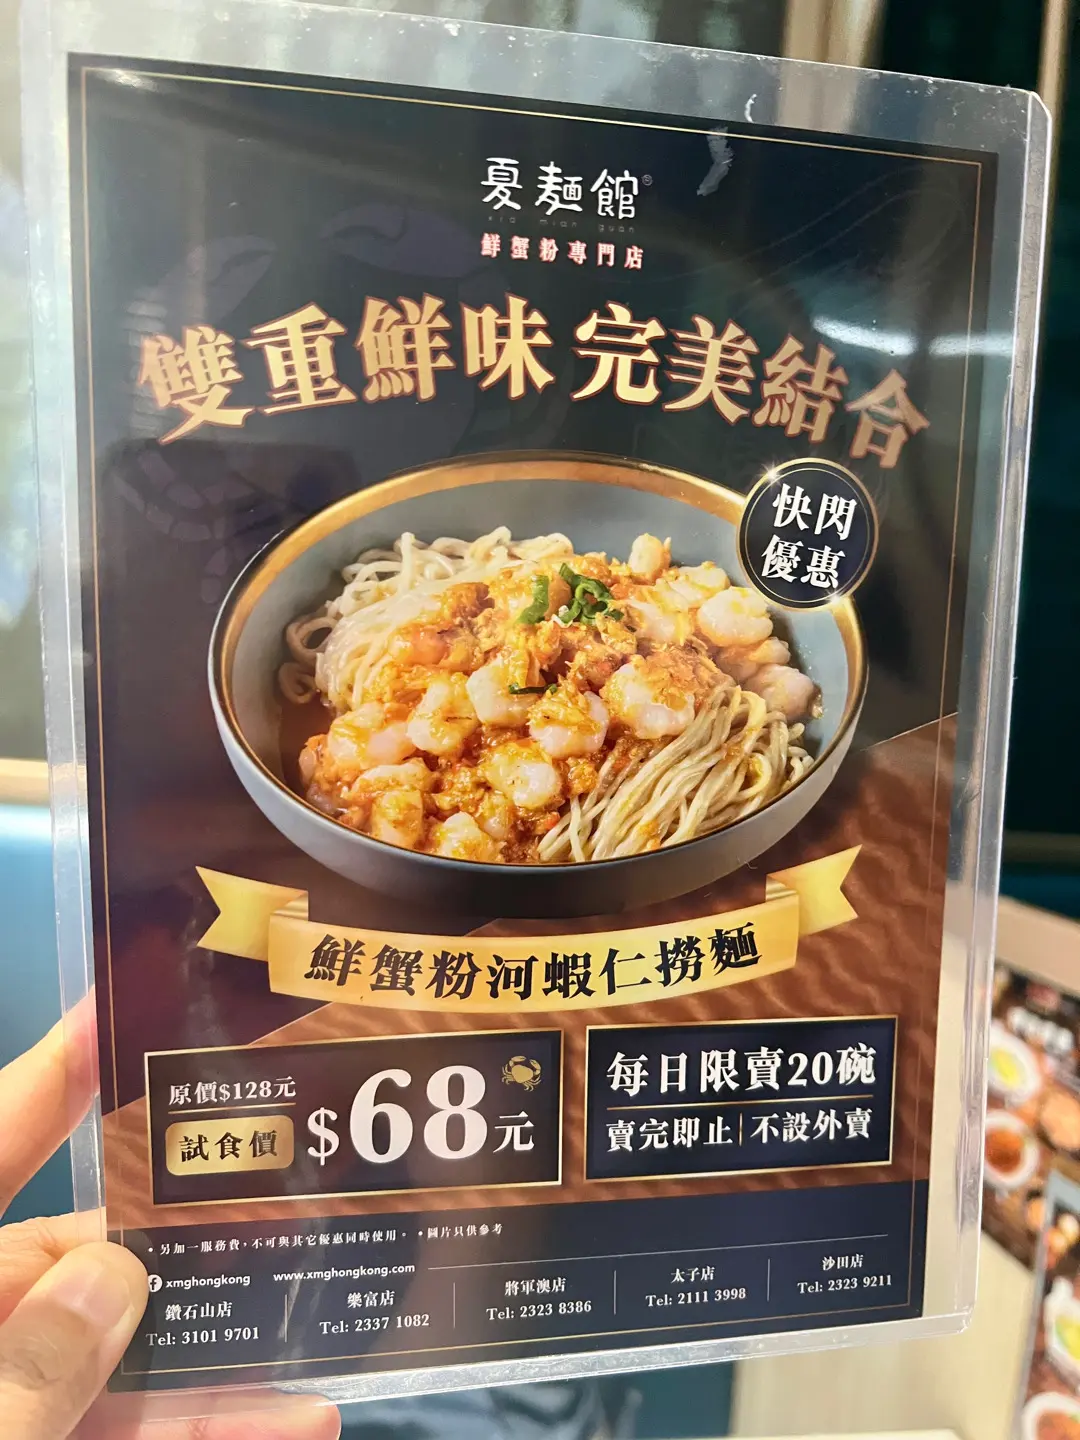 夏麵館®
xia mian guan
鮮蟹粉專門店
雙重鮮味 完美結合
快閃
優惠
鮮蟹粉河蝦仁撈麵
原價$128元
試食價 $68元
每日限賣20碗
賣完即止|不設外賣
•另加一服務費，不可與其它優惠同時使用。 •圖片只供參考
xmghongkong www.xmghongkong.com
鑽石山店
Tel: 3101 9701
樂富店
Tel: 2337 1082
將軍澳店
Tel: 2323 8386
太子店
Tel: 2111 3998
沙田店
Tel: 2323 9211